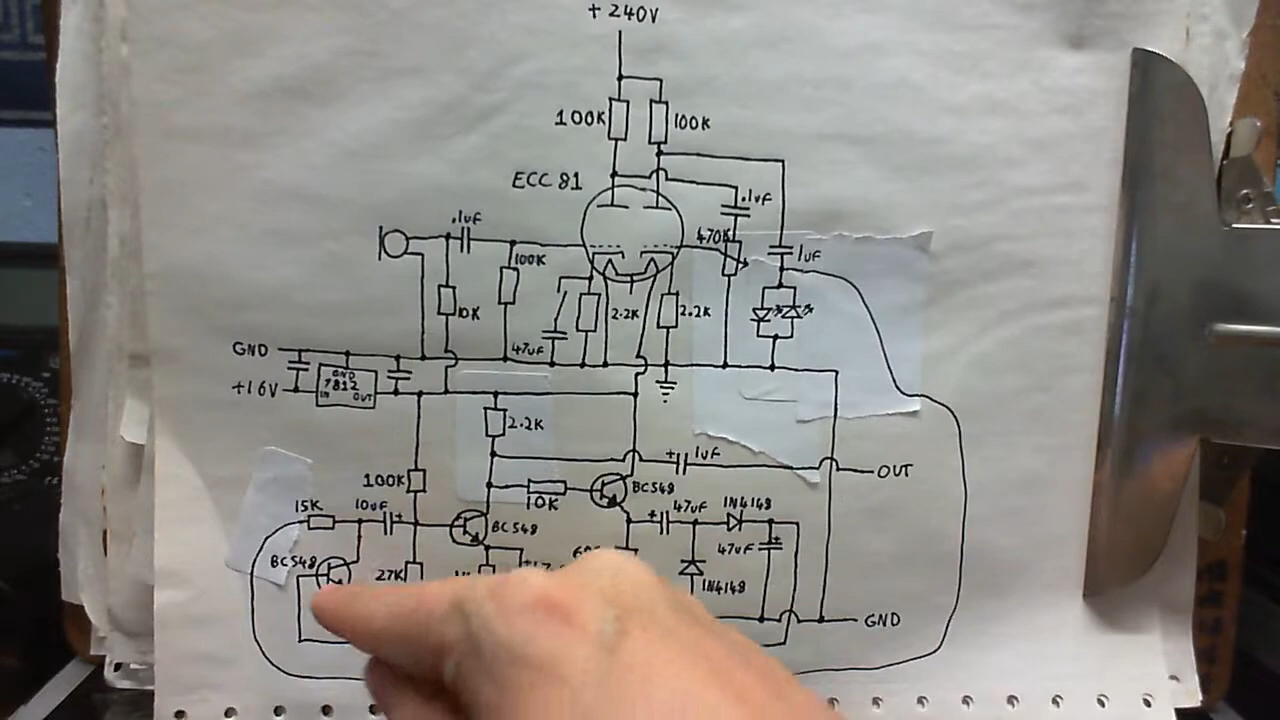 + 240V
100K
100K
ECC 81
.1uF
.1uF
470K
100K
1uF
10K
2.2K
2.2K
47uF
GND
GND
7812
+16V
IN
OUT
2.2K
+ 1uF
OUT
100K
BC548
10K
15K
10uF
+
+
47uF
1N4148
BC548
47uF
+
BC548
27K
1N4148
GND